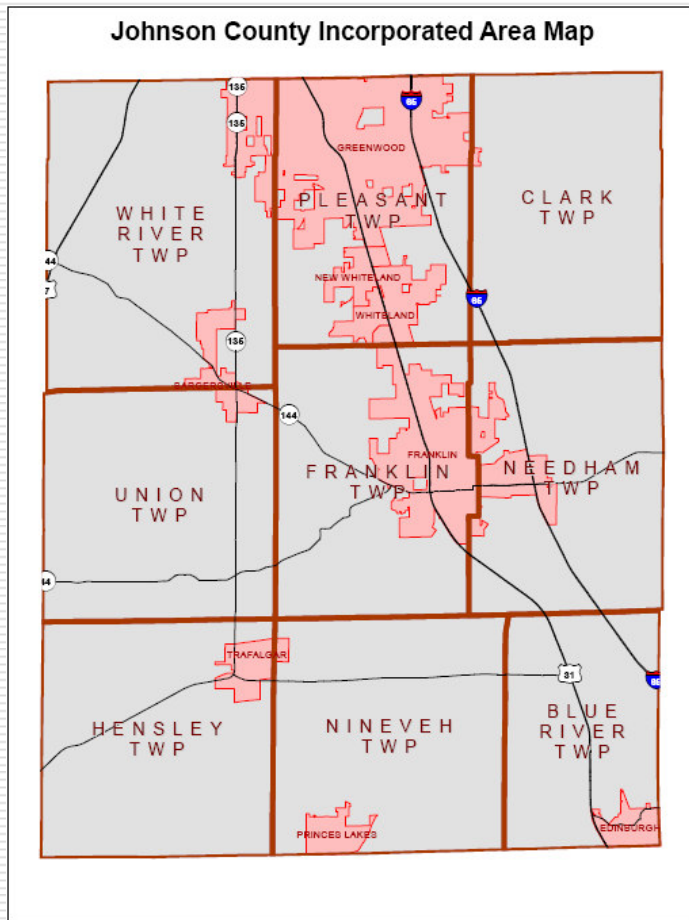 Johnson County Incorporated Area Map
135
65
135
GREENWOOD
PLEASANT
TWP
CLARK
TWP
WHITE
RIVER
TWP
44
7
NEW WHITELAND
65
WHITELAND
135
BARGERSVILLE
144
FRANKLIN
FRANKLIN
TWP
NEEDHAM
TWP
UNION
TWP
44
TRAFALGAR
31
65
HENSLEY
TWP
NINEVEH
TWP
BLUE
RIVER
TWP
PRINCES LAKES
EDINBURGH